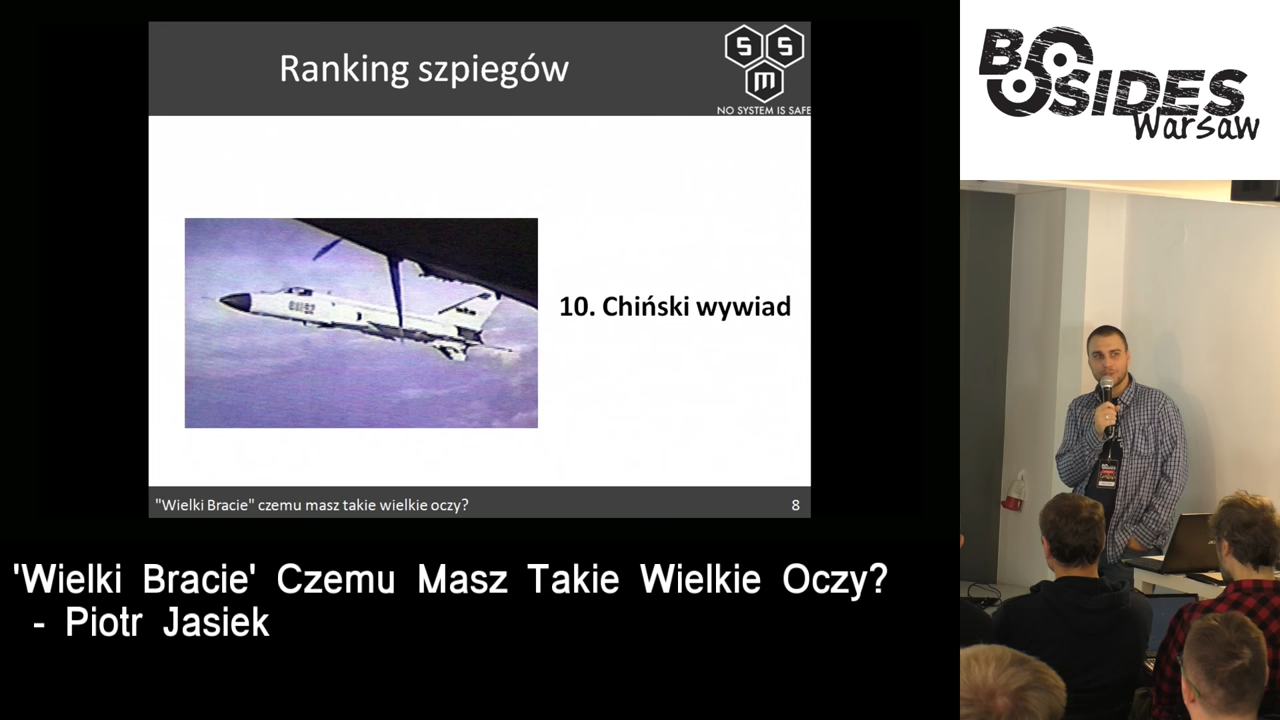 Ranking szpiegów
S S
m
NO SYSTEM IS SAFE
10. Chiński wywiad
"Wielki Bracie" czemu masz takie wielkie oczy?
8
BSIDES
Warsaw
'Wielki Bracie' Czemu Masz Takie Wielkie Oczy?
- Piotr Jasiek